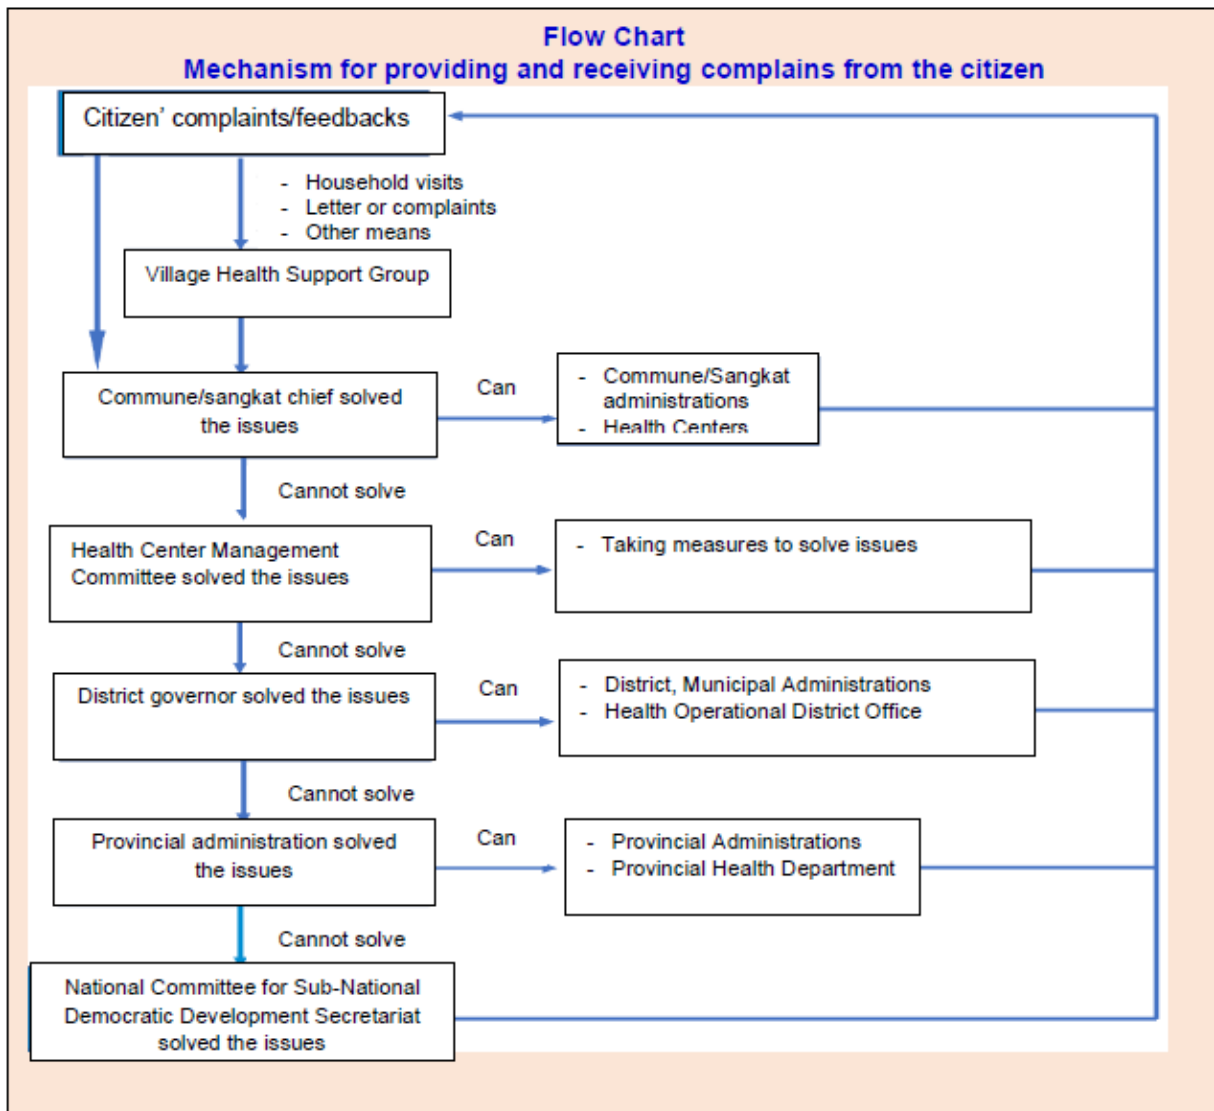 Flow Chart
Mechanism for providing and receiving complains from the citizen
Citizen' complaints/feedbacks
- Household visits
- Letter or complaints
- Other means
Village Health Support Group
Commune/sangkat chief solved
the issues
Can
- Commune/Sangkat
administrations
- Health Centers
Cannot solve
Health Center Management
Committee solved the issues
Can
- Taking measures to solve issues
Cannot solve
District governor solved the issues
Can
- District, Municipal Administrations
- Health Operational District Office
Cannot solve
Provincial administration solved
the issues
Can
- Provincial Administrations
- Provincial Health Department
Cannot solve
National Committee for Sub-National
Democratic Development Secretariat
solved the issues